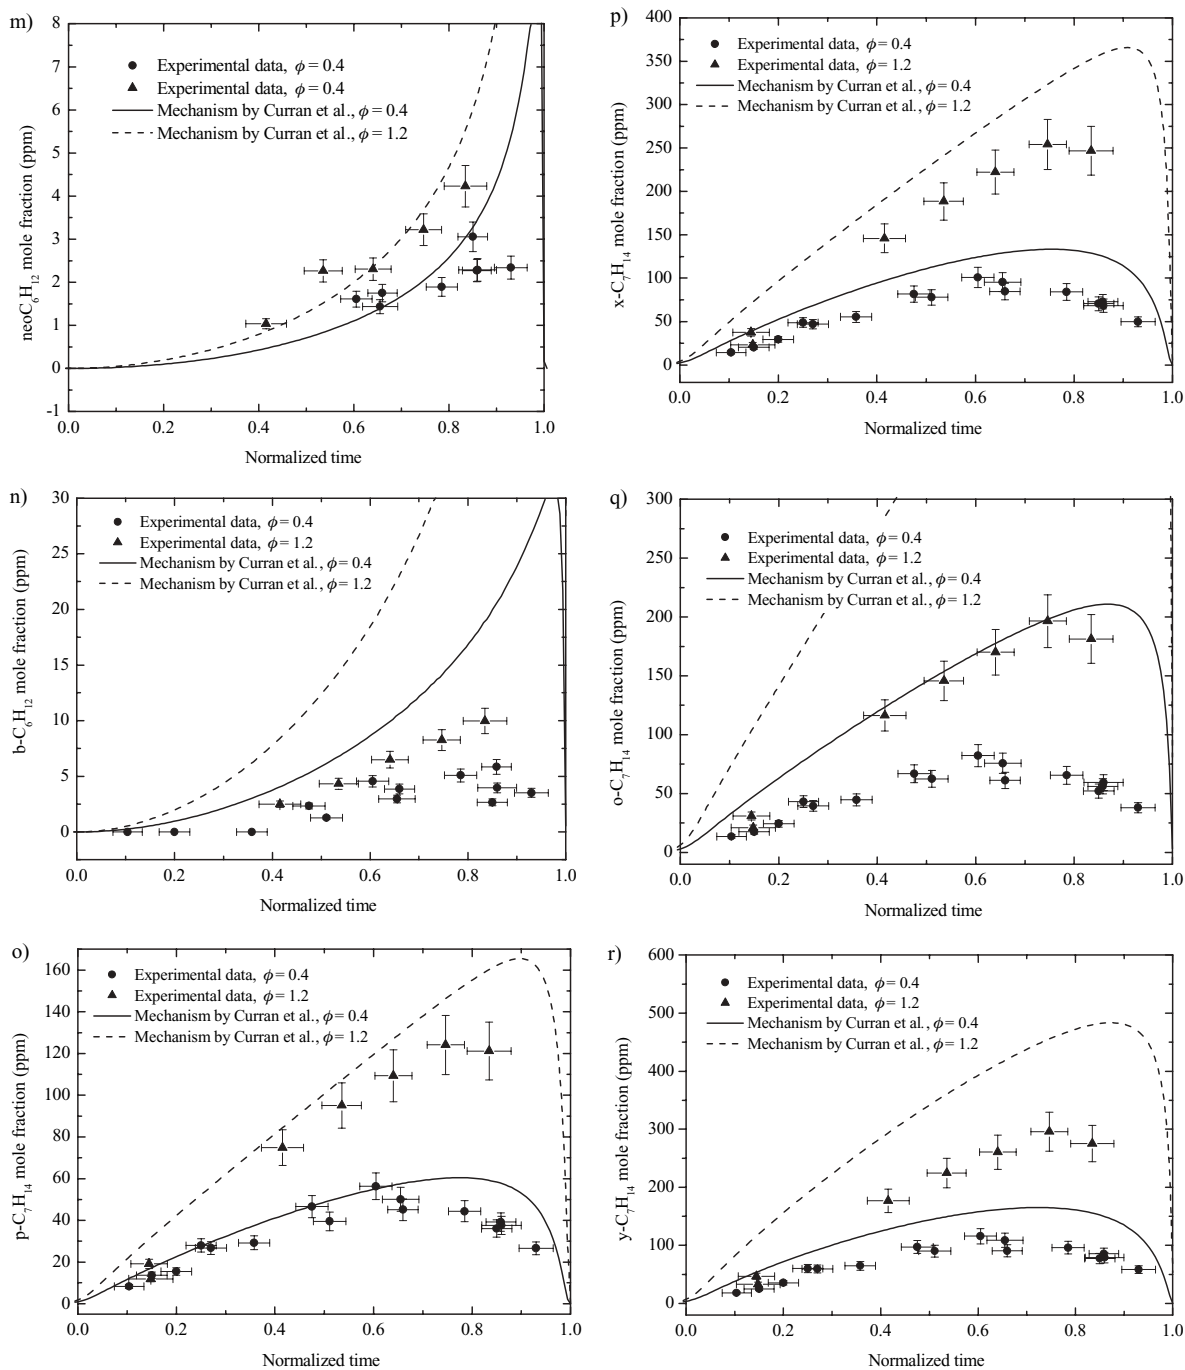 m)
8
7
6
5
4
3
2
1
0
-1
neoC₆H₁₂ mole fraction (ppm)
Experimental data, ϕ = 0.4
Experimental data, ϕ = 0.4
Mechanism by Curran et al., ϕ = 0.4
Mechanism by Curran et al., ϕ = 1.2
0.0 0.2 0.4 0.6 0.8 1.0
Normalized time
p)
400
350
300
250
200
150
100
50
0
x-C₇H₁₄ mole fraction (ppm)
Experimental data, ϕ = 0.4
Experimental data, ϕ = 1.2
Mechanism by Curran et al., ϕ = 0.4
Mechanism by Curran et al., ϕ = 1.2
0.0 0.2 0.4 0.6 0.8 1.0
Normalized time
n)
30
25
20
15
10
5
0
b-C₆H₁₂ mole fraction (ppm)
Experimental data, ϕ = 0.4
Experimental data, ϕ = 1.2
Mechanism by Curran et al., ϕ = 0.4
Mechanism by Curran et al., ϕ = 1.2
0.0 0.2 0.4 0.6 0.8 1.0
Normalized time
q)
300
250
200
150
100
50
0
o-C₇H₁₄ mole fraction (ppm)
Experimental data, ϕ = 0.4
Experimental data, ϕ = 1.2
Mechanism by Curran et al., ϕ = 0.4
Mechanism by Curran et al., ϕ = 1.2
0.0 0.2 0.4 0.6 0.8 1.0
Normalized time
o)
160
140
120
100
80
60
40
20
0
p-C₇H₁₄ mole fraction (ppm)
Experimental data, ϕ = 0.4
Experimental data, ϕ = 1.2
Mechanism by Curran et al., ϕ = 0.4
Mechanism by Curran et al., ϕ = 1.2
0.0 0.2 0.4 0.6 0.8 1.0
Normalized time
r)
600
500
400
300
200
100
0
y-C₇H₁₄ mole fraction (ppm)
Experimental data, ϕ = 0.4
Experimental data, ϕ = 1.2
Mechanism by Curran et al., ϕ = 0.4
Mechanism by Curran et al., ϕ = 1.2
0.0 0.2 0.4 0.6 0.8 1.0
Normalized time